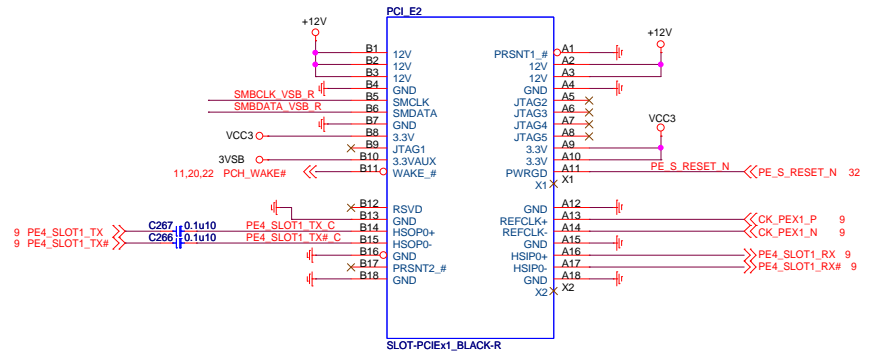 PCI_E2
+12V
+12V
B1 12V PRSNT1_# A1
B2 12V 12V A2
B3 12V 12V A3
B4 GND GND A4
SMBCLK_VSB_R B5 SMCLK JTAG2 A5
SMBDATA_VSB_R B6 SMDATA JTAG3 A6
B7 GND JTAG4 A7
VCC3 B8 3.3V JTAG5 A8 VCC3
B9 JTAG1 3.3V A9
3VSB B10 3.3VAUX 3.3V A10
11,20,22 PCH_WAKE# B11 WAKE_# PWRGD A11 PE_S_RESET_N PE_S_RESET_N 32
X1 X1
B12 RSVD GND A12
B13 GND REFCLK+ A13 CK_PEX1_P 9
9 PE4_SLOT1_TX C267 0.1u10 PE4_SLOT1_TX_C B14 HSOP0+ REFCLK- A14 CK_PEX1_N 9
9 PE4_SLOT1_TX# C266 0.1u10 PE4_SLOT1_TX#_C B15 HSOP0- GND A15
B16 GND HSIP0+ A16 PE4_SLOT1_RX 9
B17 PRSNT2_# HSIP0- A17 PE4_SLOT1_RX# 9
B18 GND GND A18
X2 X2
SLOT-PCIEx1_BLACK-R